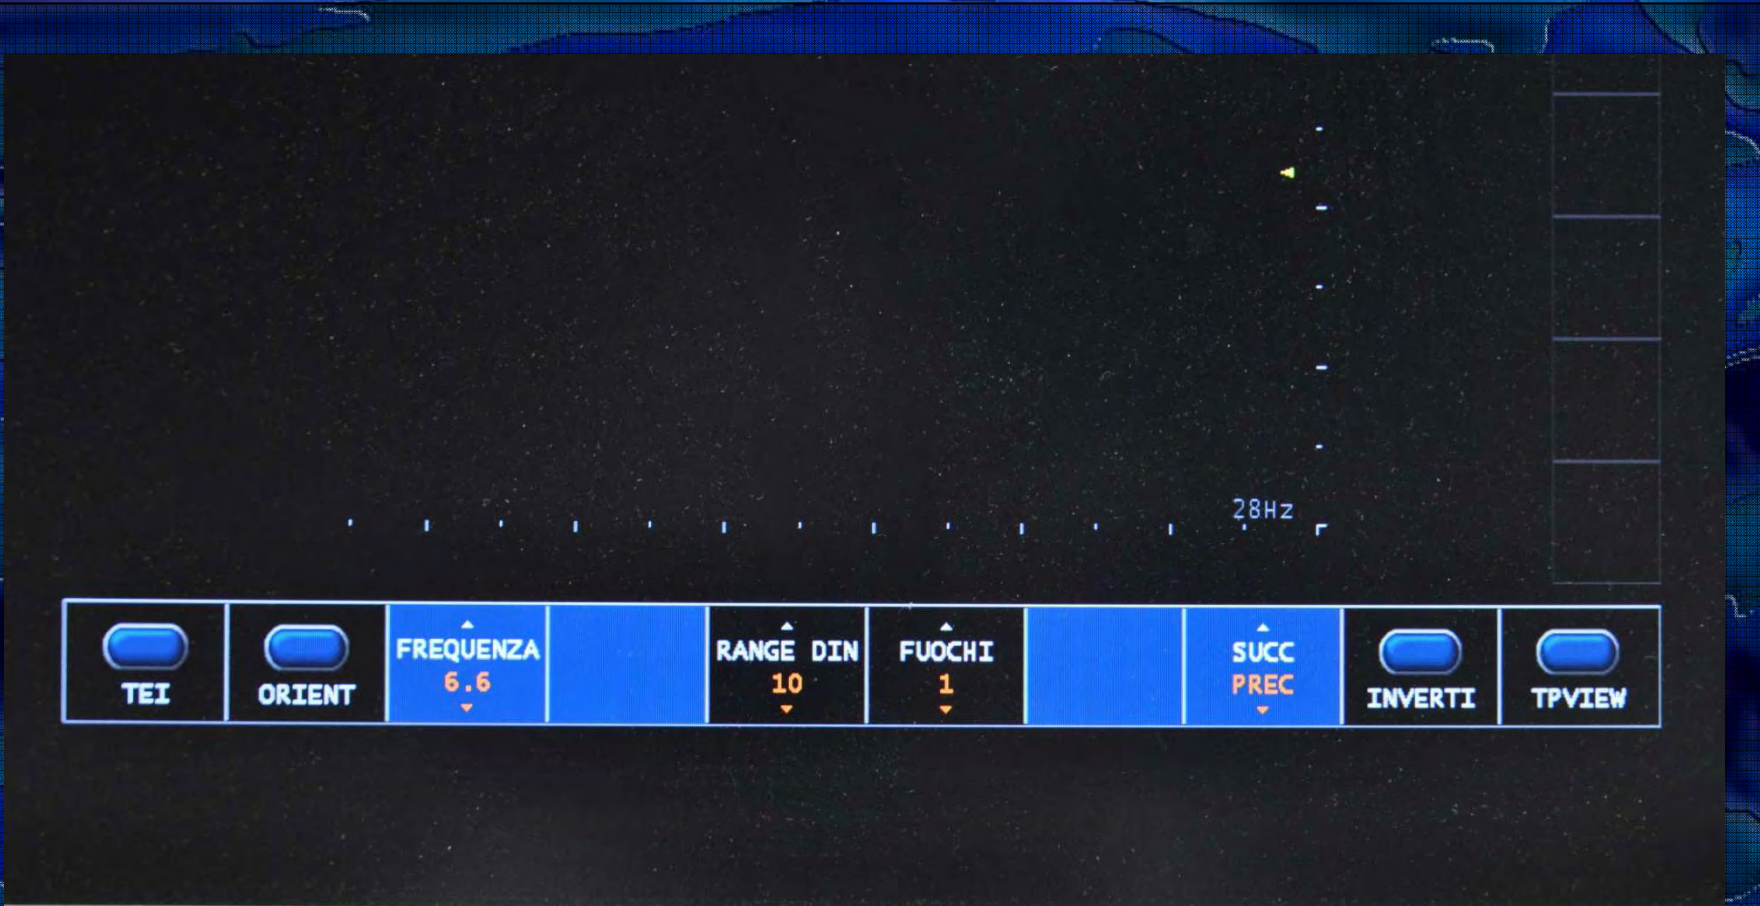 28Hz
TEI
ORIENT
FREQUENZA
6.6
RANGE DIN
10
FUOCHI
1
SUCC
PREC
INVERTI
TPVIEW